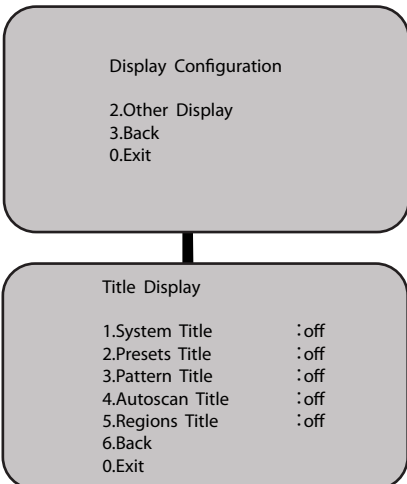 Display Configuration
2.Other Display
3.Back
0.Exit
Title Display
1.System Title :off
2.Presets Title :off
3.Pattern Title :off
4.Autoscan Title :off
5.Regions Title :off
6.Back
0.Exit